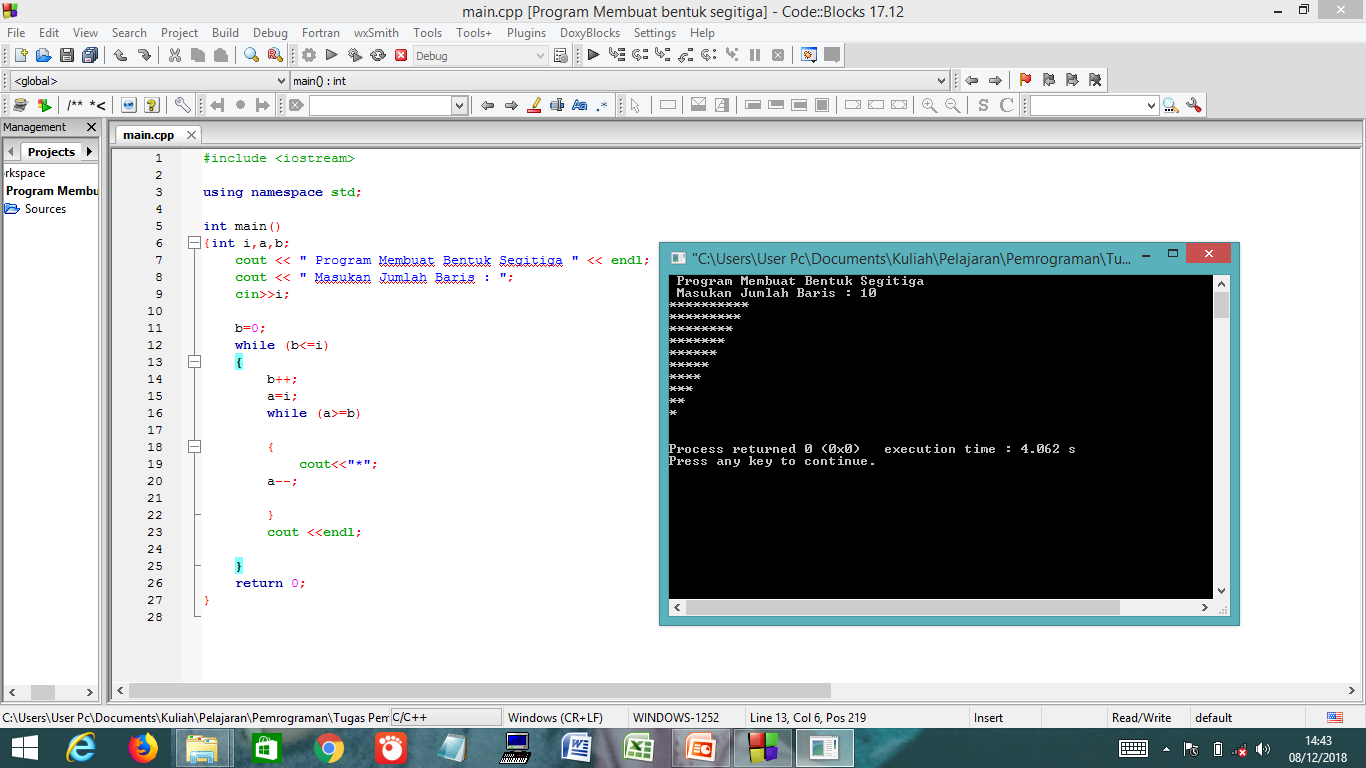 main.cpp [Program Membuat bentuk segitiga] - Code::Blocks 17.12
File Edit View Search Project Build Debug Fortran wxSmith Tools Tools+ Plugins DoxyBlocks Settings Help
Debug
<global> main() : int
/** *<
Aa .*
S C
Management
main.cpp
Projects
rkspace
Program Membu
Sources
1 #include <iostream>
2
3 using namespace std;
4
5 int main()
6 {int i,a,b;
7 cout << " Program Membuat Bentuk Segitiga " << endl;
8 cout << " Masukan Jumlah Baris : ";
9 cin>>i;
10
11 b=0;
12 while (b<=i)
13 {
14 b++;
15 a=i;
16 while (a>=b)
17
18 {
19 cout<<"*";
20 a--;
21
22 }
23 cout <<endl;
24
25 }
26 return 0;
27 }
28
"C:\Users\User Pc\Documents\Kuliah\Pelajaran\Pemrograman\Tu...
Program Membuat Bentuk Segitiga
Masukan Jumlah Baris : 10
**********
*********
********
*******
******
*****
****
***
**
*
Process returned 0 (0x0) execution time : 4.062 s
Press any key to continue.
C:\Users\User Pc\Documents\Kuliah\Pelajaran\Pemrograman\Tugas Pem C/C++ Windows (CR+LF) WINDOWS-1252 Line 13, Col 6, Pos 219 Insert Read/Write default
14:43
08/12/2018